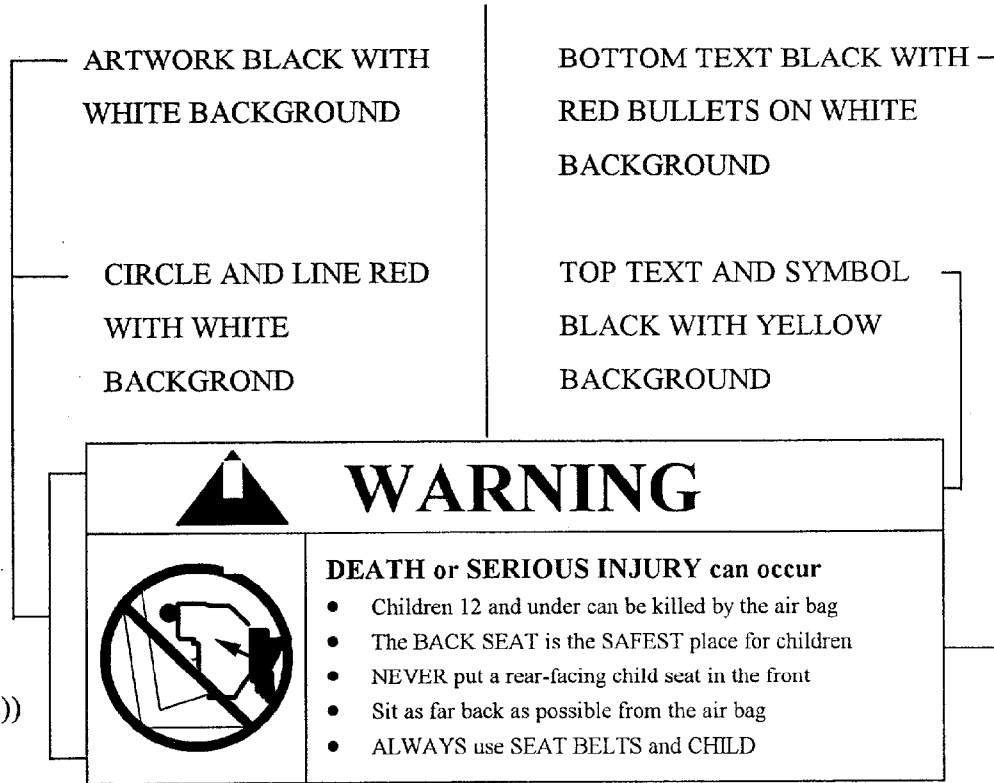 ARTWORK BLACK WITH
WHITE BACKGROUND
CIRCLE AND LINE RED
WITH WHITE
BACKGROND
BOTTOM TEXT BLACK WITH
RED BULLETS ON WHITE
BACKGROUND
TOP TEXT AND SYMBOL
BLACK WITH YELLOW
BACKGROUND
WARNING
DEATH or SERIOUS INJURY can occur
• Children 12 and under can be killed by the air bag
• The BACK SEAT is the SAFEST place for children
• NEVER put a rear-facing child seat in the front
• Sit as far back as possible from the air bag
• ALWAYS use SEAT BELTS and CHILD
))